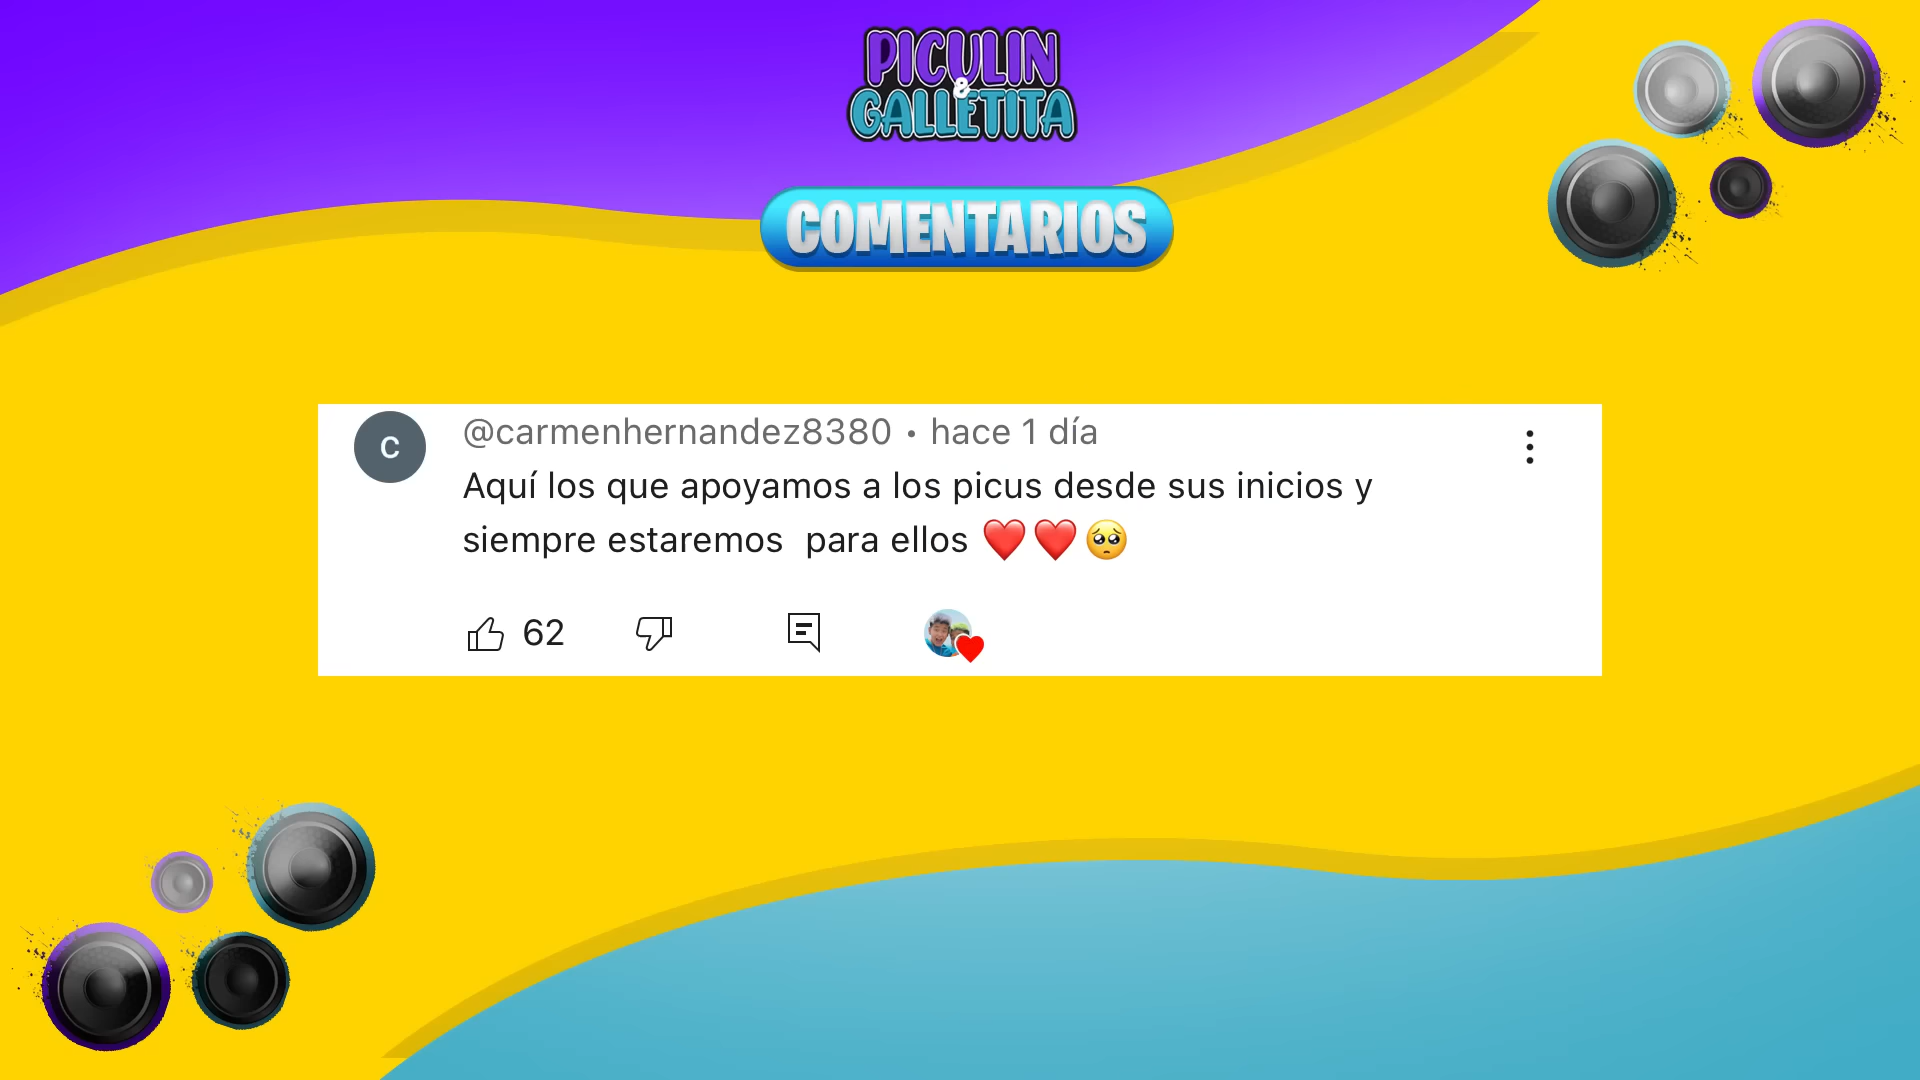 PICULIN
&
GALLETITA
COMENTARIOS
C
@carmenhernandez8380 • hace 1 día
Aquí los que apoyamos a los picus desde sus inicios y
siempre estaremos  para ellos ❤️❤️🥺
62